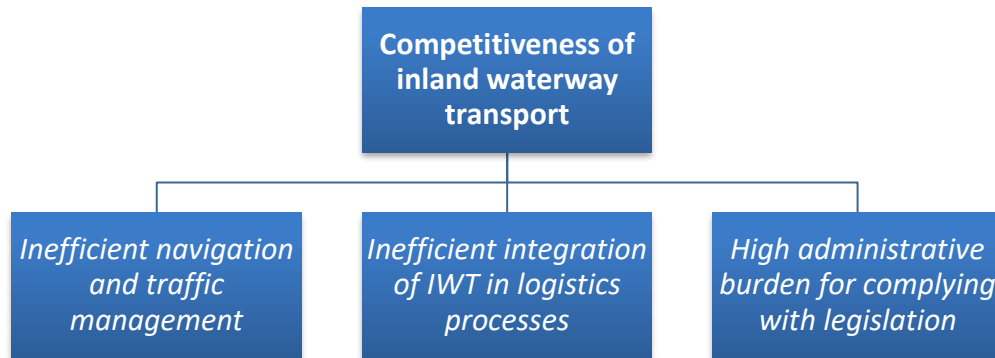 Competitiveness of
inland waterway
transport
Inefficient navigation
and traffic
management
Inefficient integration
of IWT in logistics
processes
High administrative
burden for complying
with legislation